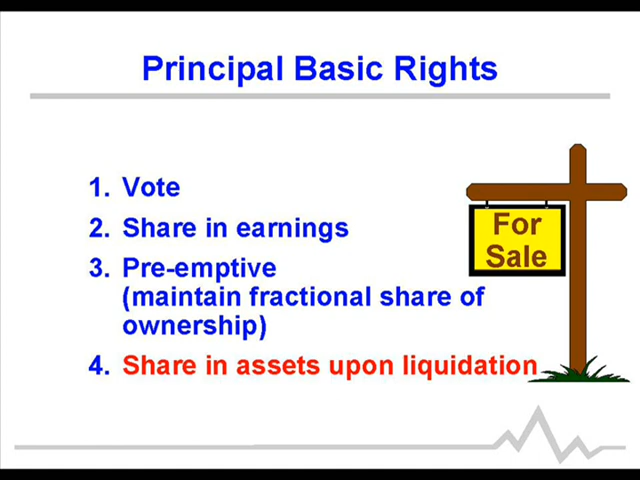 Principal Basic Rights
1. Vote
2. Share in earnings
3. Pre-emptive
(maintain fractional share of
ownership)
4. Share in assets upon liquidation
For
Sale